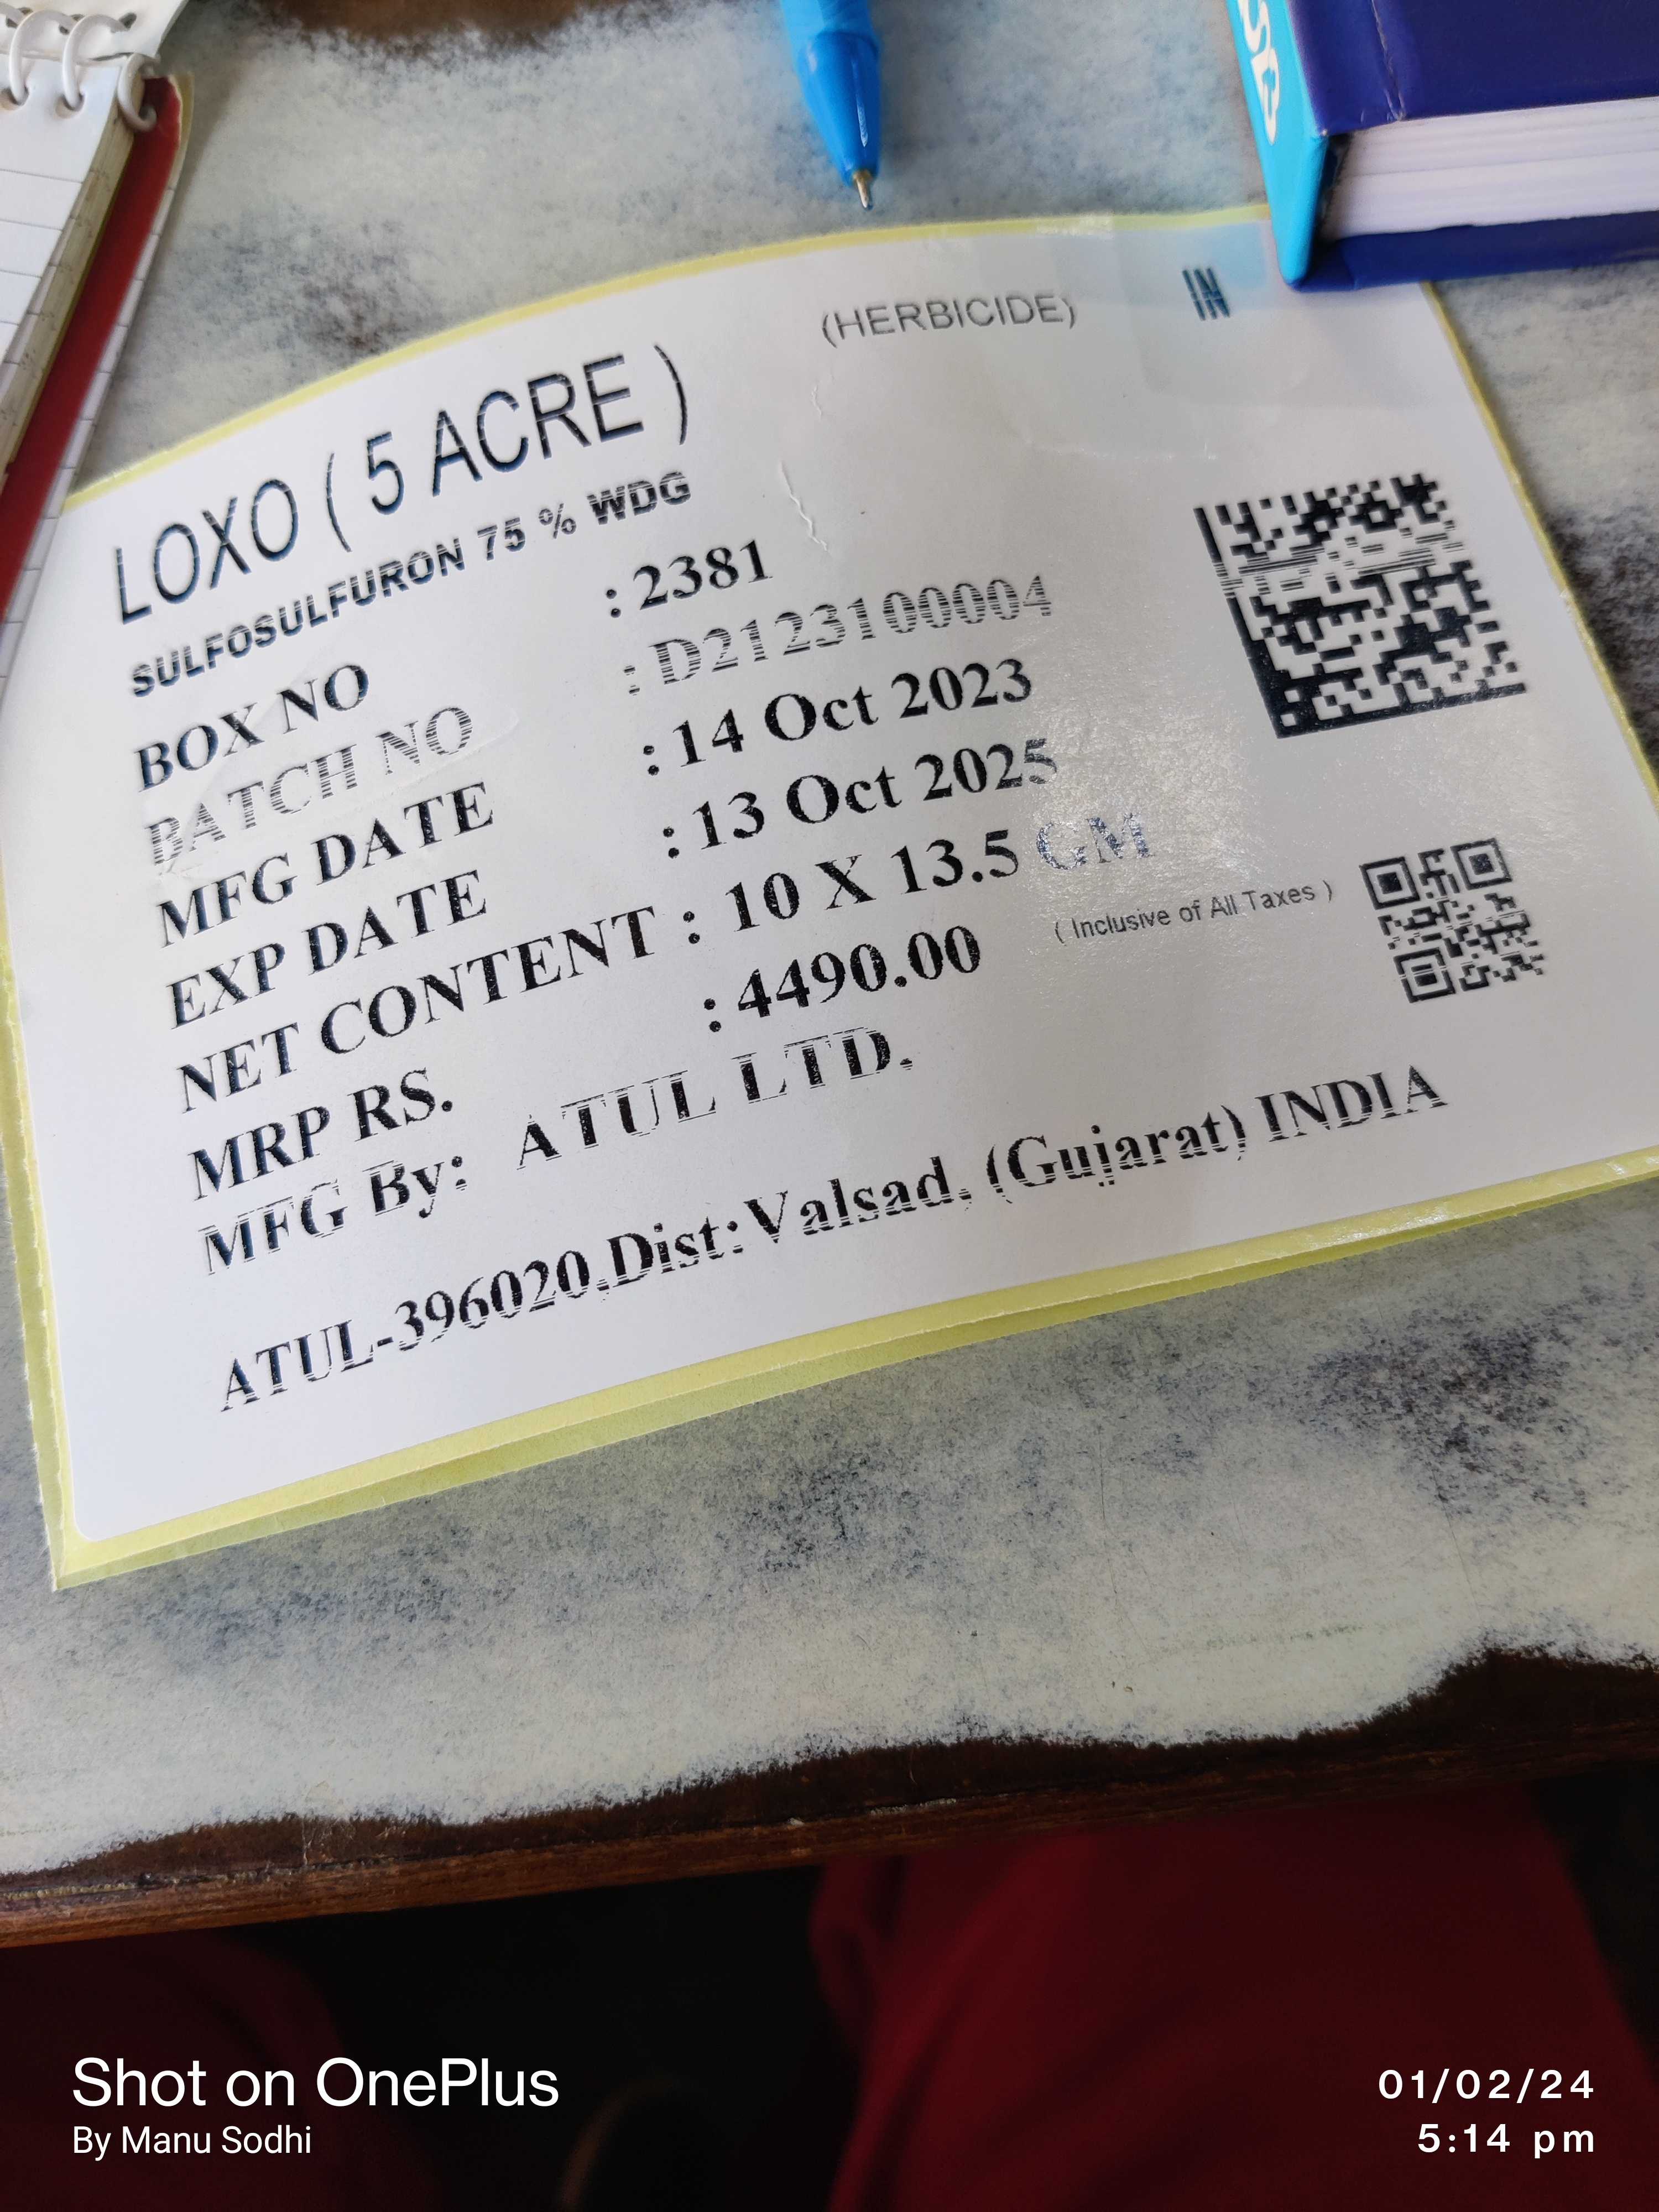 (HERBICIDE)
IN
LOXO ( 5 ACRE )
SULFOSULFURON 75 % WDG
BOX NO : 2381
BATCH NO : D2123100004
MFG DATE : 14 Oct 2023
EXP DATE : 13 Oct 2025
NET CONTENT : 10 X 13.5 GM
MRP RS. : 4490.00 ( Inclusive of All Taxes )
MFG By: ATUL LTD.
ATUL-396020,Dist:Valsad, (Gujarat) INDIA
Shot on OnePlus
By Manu Sodhi
01/02/24
5:14 pm